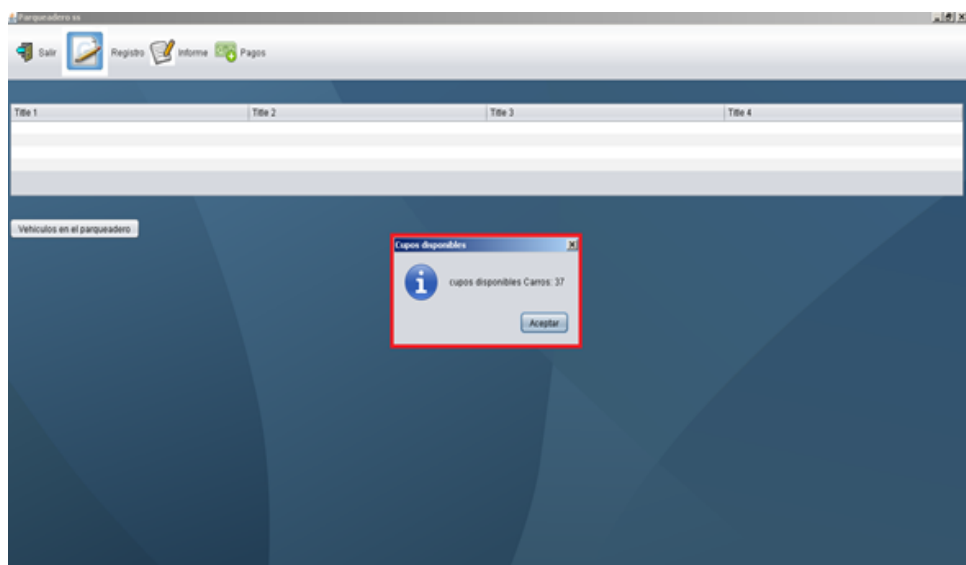 Parqueadero ss
Salir Registro Informe Pagos
Title 1 Title 2 Title 3 Title 4
Vehiculos en el parqueadero
Cupos disponibles
cupos disponibles Carros: 37
Aceptar